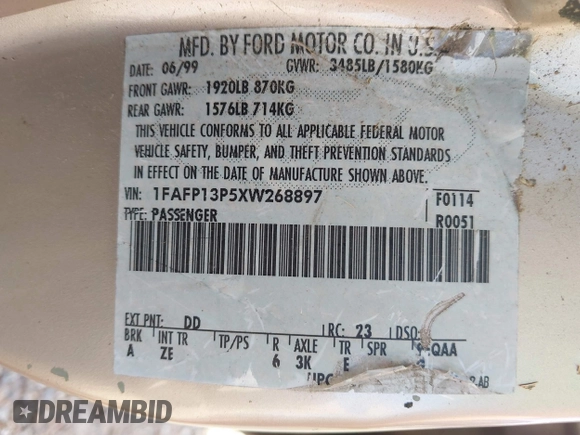 MFD. BY FORD MOTOR CO. IN U.S.
DATE: 06/99 GVWR: 3485LB/1580KG
FRONT GAWR: 1920LB 870KG
REAR GAWR: 1576LB 714KG
THIS VEHICLE CONFORMS TO ALL APPLICABLE FEDERAL MOTOR
VEHICLE SAFETY, BUMPER, AND THEFT PREVENTION STANDARDS
IN EFFECT ON THE DATE OF MANUFACTURE SHOWN ABOVE.
VIN: 1FAFP13P5XW268897 F0114
TYPE: PASSENGER R0051
EXT PNT: DD RC: 23 DSO:
BRK INT TR TP/PS R AXLE TR SPR QAA
A ZE 6 3K E
DREAMBID